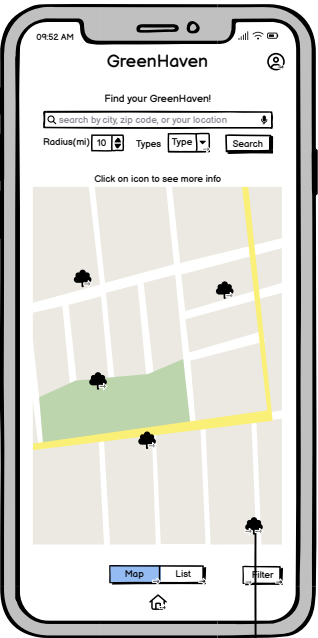 09:52 AM
GreenHaven
Find your GreenHaven!
search by city, zip code, or your location
Radius(mi) 10 Types Type Search
Click on icon to see more info
Map List Filter